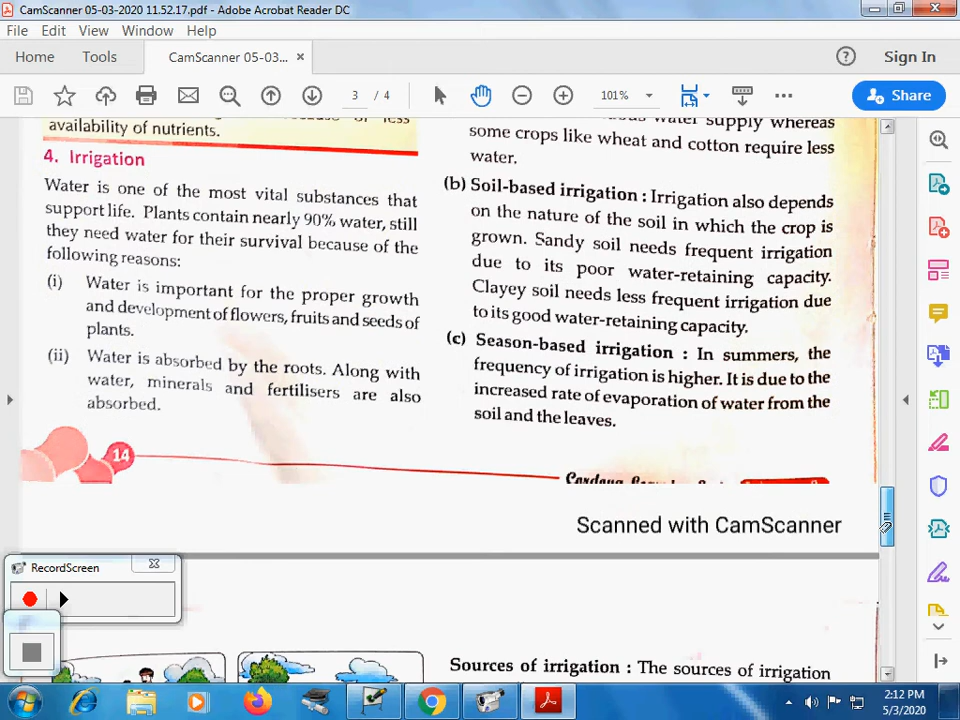 CamScanner 05-03-2020 11.52.17.pdf - Adobe Acrobat Reader DC
File Edit View Window Help
Home Tools CamScanner 05-03... × ? Sign In
3 / 4 101% Share
availability of nutrients.
4. Irrigation
Water is one of the most vital substances that
support life. Plants contain nearly 90% water, still
they need water for their survival because of the
following reasons:
(i) Water is important for the proper growth
and development of flowers, fruits and seeds of
plants.
(ii) Water is absorbed by the roots. Along with
water, minerals and fertilisers are also
absorbed.
14
water supply whereas
some crops like wheat and cotton require less
water.
(b) Soil-based irrigation : Irrigation also depends
on the nature of the soil in which the crop is
grown. Sandy soil needs frequent irrigation
due to its poor water-retaining capacity.
Clayey soil needs less frequent irrigation due
to its good water-retaining capacity.
(c) Season-based irrigation : In summers, the
frequency of irrigation is higher. It is due to the
increased rate of evaporation of water from the
soil and the leaves.
Scanned with CamScanner
RecordScreen
Sources of irrigation : The sources of irrigation
2:12 PM
5/3/2020